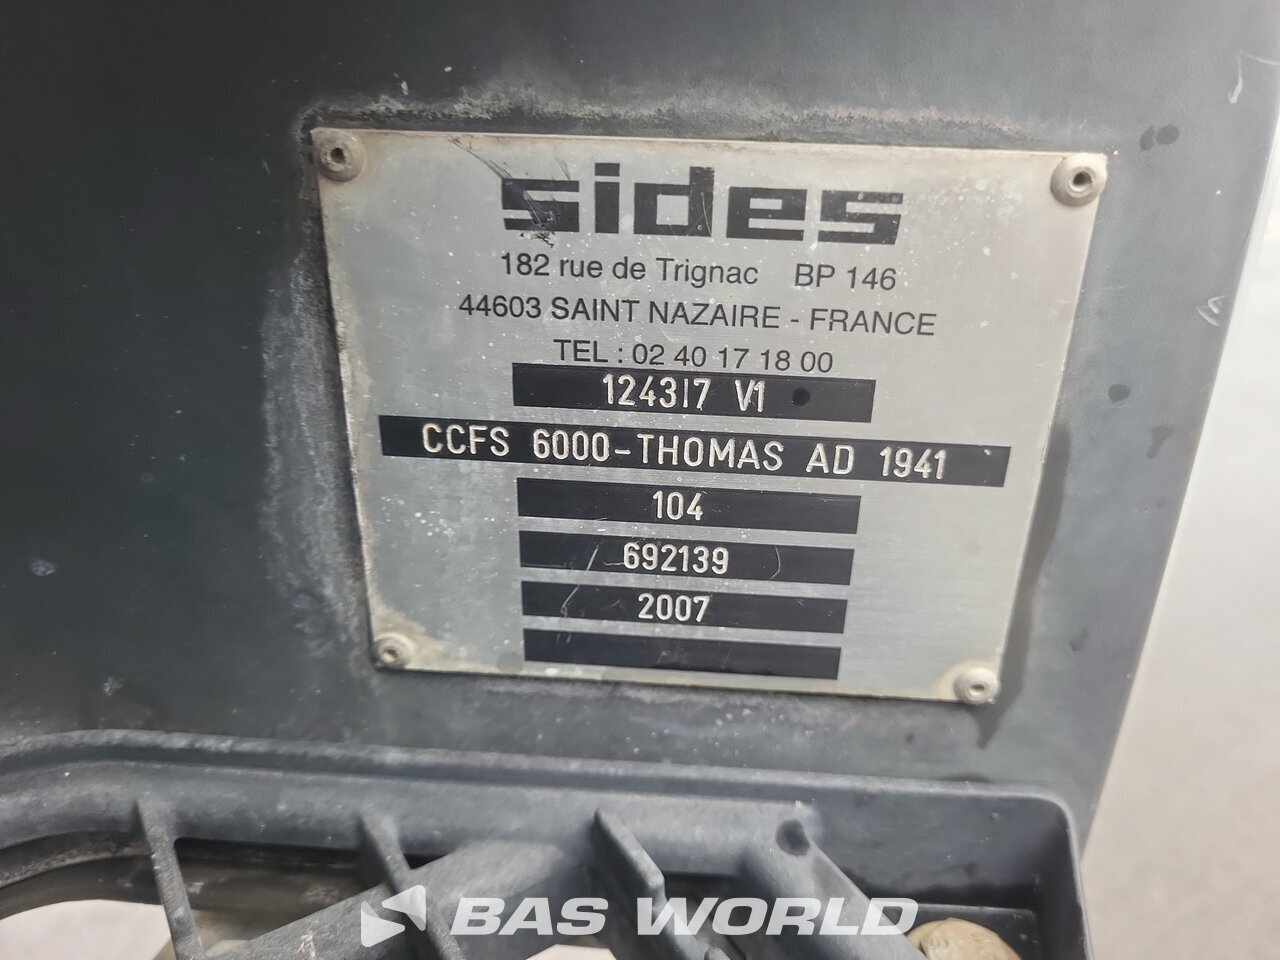 sides
182 rue de Trignac BP 146
44603 SAINT NAZAIRE - FRANCE
TEL : 02 40 17 18 00
124317 V1
CCFS 6000-THOMAS AD 1941
104
692139
2007
BAS WORLD